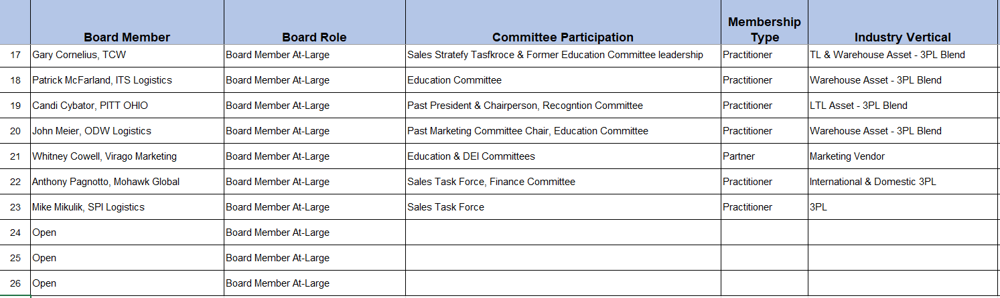 Board Member Board Role Committee Participation Membership Type Industry Vertical
17 Gary Cornelius, TCW Board Member At-Large Sales Stratefy Tasfkroce & Former Education Committee leadership Practitioner TL & Warehouse Asset - 3PL Blend
18 Patrick McFarland, ITS Logistics Board Member At-Large Education Committee Practitioner Warehouse Asset - 3PL Blend
19 Candi Cybator, PITT OHIO Board Member At-Large Past President & Chairperson, Recogntion Committee Practitioner LTL Asset - 3PL Blend
20 John Meier, ODW Logistics Board Member At-Large Past Marketing Committee Chair, Education Committee Practitioner Warehouse Asset - 3PL Blend
21 Whitney Cowell, Virago Marketing Board Member At-Large Education & DEI Committees Partner Marketing Vendor
22 Anthony Pagnotto, Mohawk Global Board Member At-Large Sales Task Force, Finance Committee Practitioner International & Domestic 3PL
23 Mike Mikulik, SPI Logistics Board Member At-Large Sales Task Force Practitioner 3PL
24 Open Board Member At-Large
25 Open Board Member At-Large
26 Open Board Member At-Large